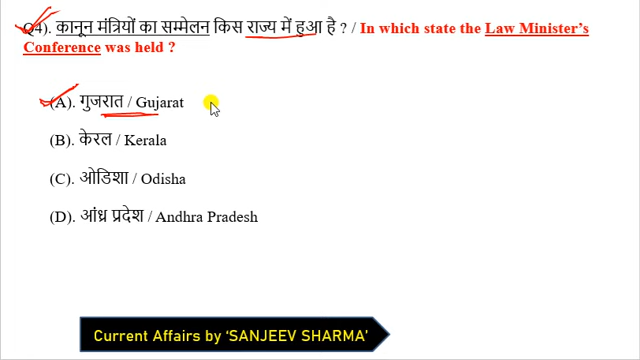 Q4). कानून मंत्रियों का सम्मेलन किस राज्य में हुआ है ? / In which state the Law Minister's
Conference was held ?
(A). गुजरात / Gujarat
(B). केरल / Kerala
(C). ओडिशा / Odisha
(D). आंध्र प्रदेश / Andhra Pradesh
Current Affairs by 'SANJEEV SHARMA'